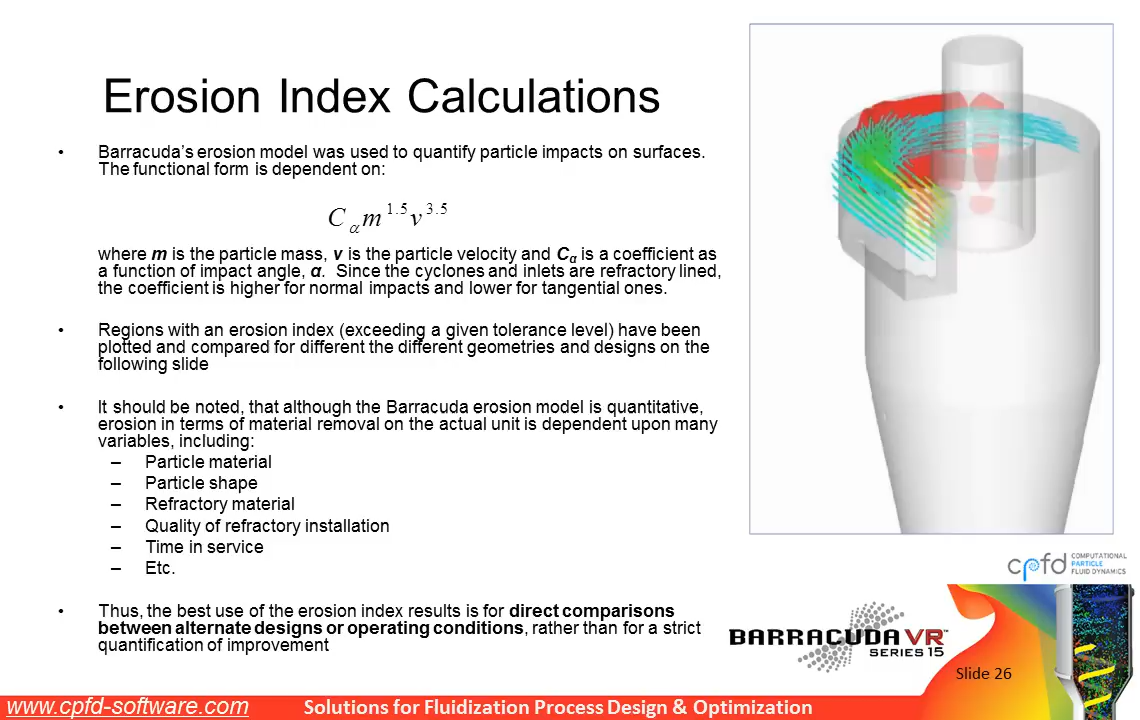 Erosion Index Calculations
• Barracuda's erosion model was used to quantify particle impacts on surfaces.
The functional form is dependent on:
C_α m^1.5 v^3.5
where m is the particle mass, v is the particle velocity and Cα is a coefficient as
a function of impact angle, α. Since the cyclones and inlets are refractory lined,
the coefficient is higher for normal impacts and lower for tangential ones.
• Regions with an erosion index (exceeding a given tolerance level) have been
plotted and compared for different the different geometries and designs on the
following slide
• It should be noted, that although the Barracuda erosion model is quantitative,
erosion in terms of material removal on the actual unit is dependent upon many
variables, including:
– Particle material
– Particle shape
– Refractory material
– Quality of refractory installation
– Time in service
– Etc.
• Thus, the best use of the erosion index results is for direct comparisons
between alternate designs or operating conditions, rather than for a strict
quantification of improvement
cpfd
COMPUTATIONAL
PARTICLE
FLUID DYNAMICS
BARRACUDA VR™
SERIES 15
Slide 26
www.cpfd-software.com
Solutions for Fluidization Process Design & Optimization